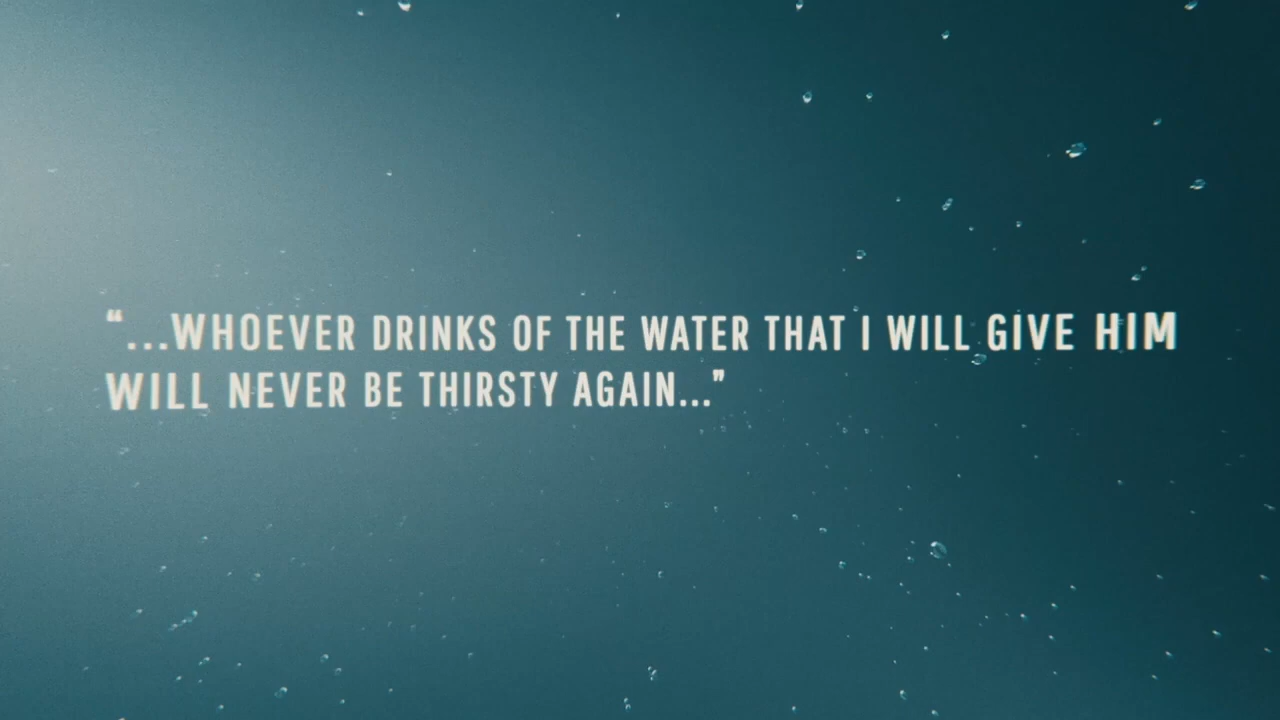 “...WHOEVER DRINKS OF THE WATER THAT I WILL GIVE HIM
WILL NEVER BE THIRSTY AGAIN...”